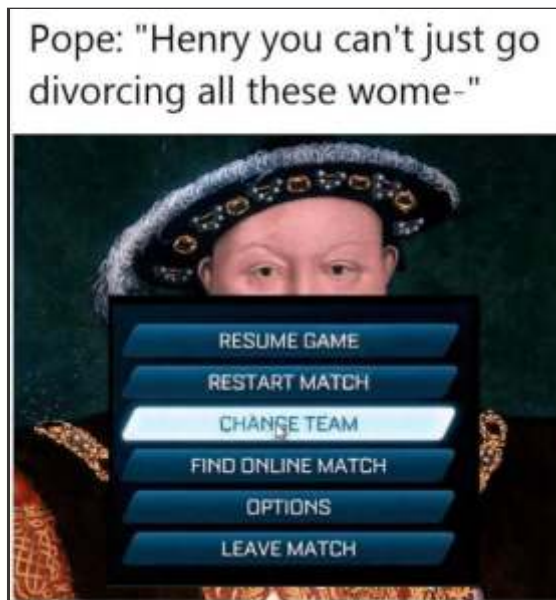 Pope: "Henry you can't just go
divorcing all these wome-"
RESUME GAME
RESTART MATCH
CHANGE TEAM
FIND ONLINE MATCH
OPTIONS
LEAVE MATCH